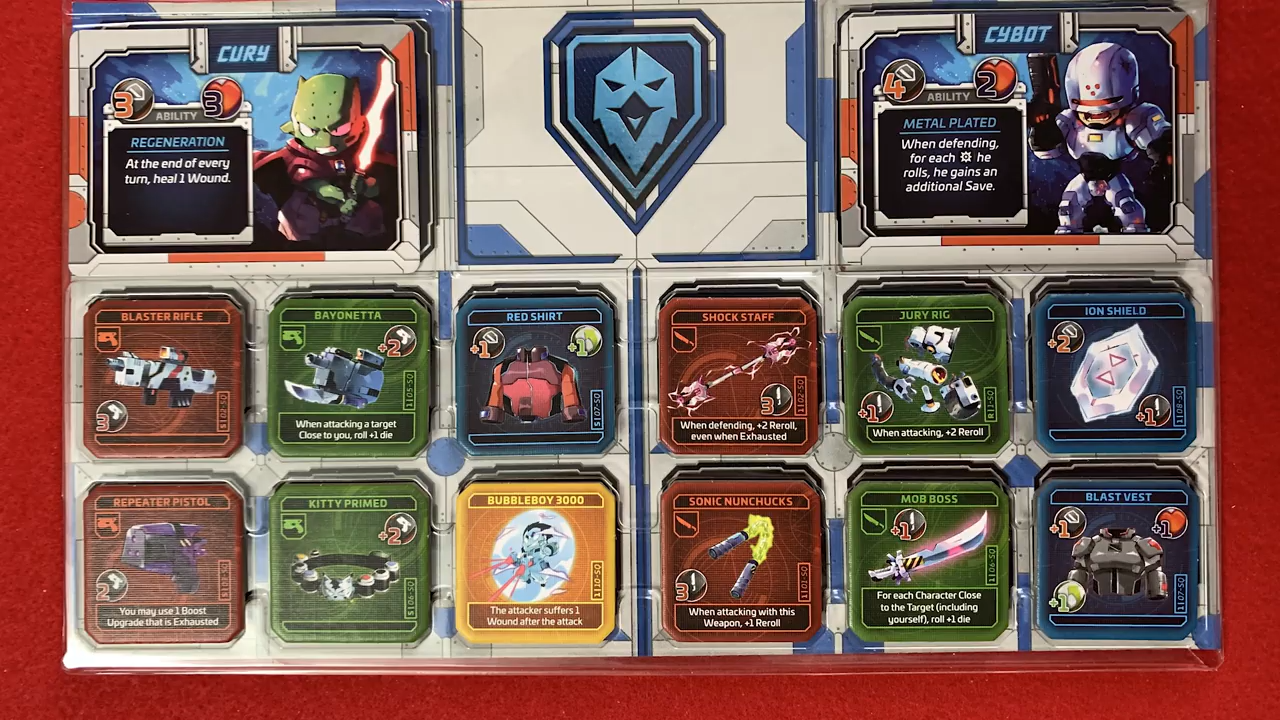 CURY
3
3
ABILITY
REGENERATION
At the end of every
turn, heal 1 Wound.
CYBOT
4
2
ABILITY
METAL PLATED
When defending,
for each he
rolls, he gains an
additional Save.
BLASTER RIFLE
3
BAYONETTA
+2
When attacking a target
Close to you, roll +1 die
RED SHIRT
+1
+1
SHOCK STAFF
3
When defending, +2 Reroll,
even when Exhausted
JURY RIG
+1
When attacking, +2 Reroll
ION SHIELD
+2
+1
REPEATER PISTOL
2
You may use 1 Boost
Upgrade that is Exhausted
KITTY PRIMED
+2
BUBBLEBOY 3000
The attacker suffers 1
Wound after the attack
SONIC NUNCHUCKS
3
When attacking with this
Weapon, +1 Reroll
MOB BOSS
+1
For each Character Close
to the Target (including
yourself), roll +1 die
BLAST VEST
+1
+1
+1